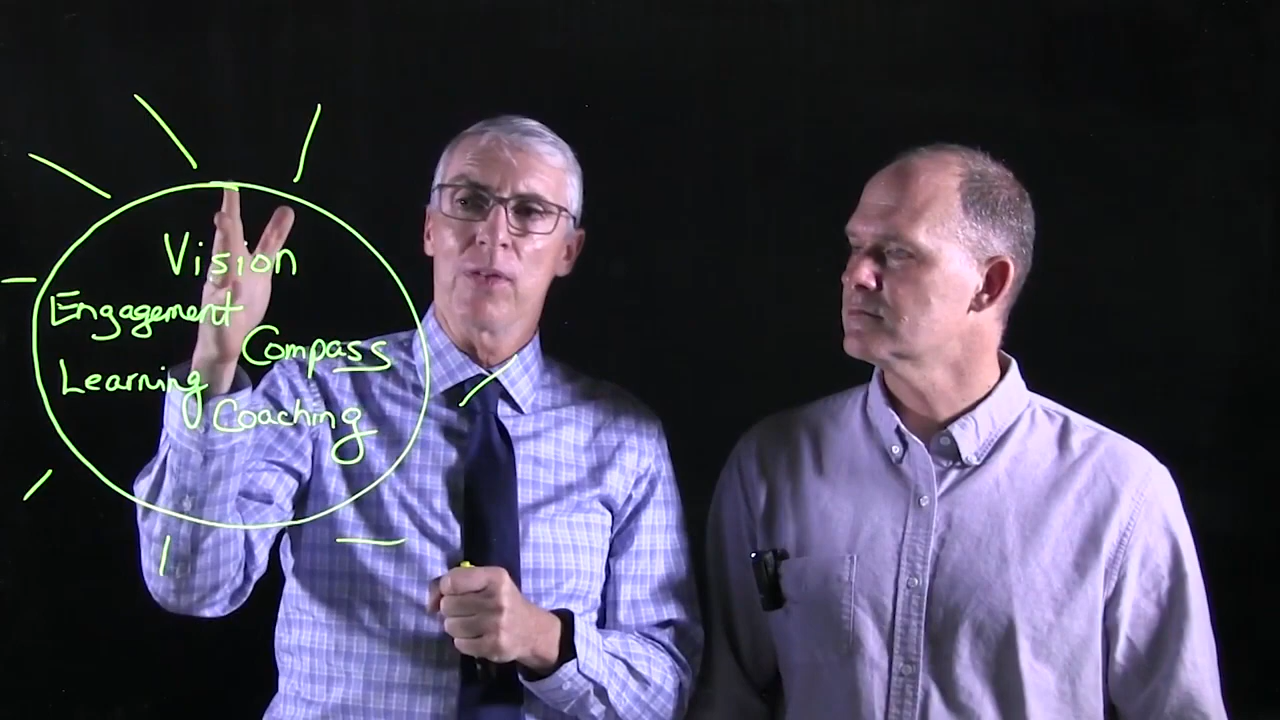 Vision
Engagement
Compass
Learning
Coaching